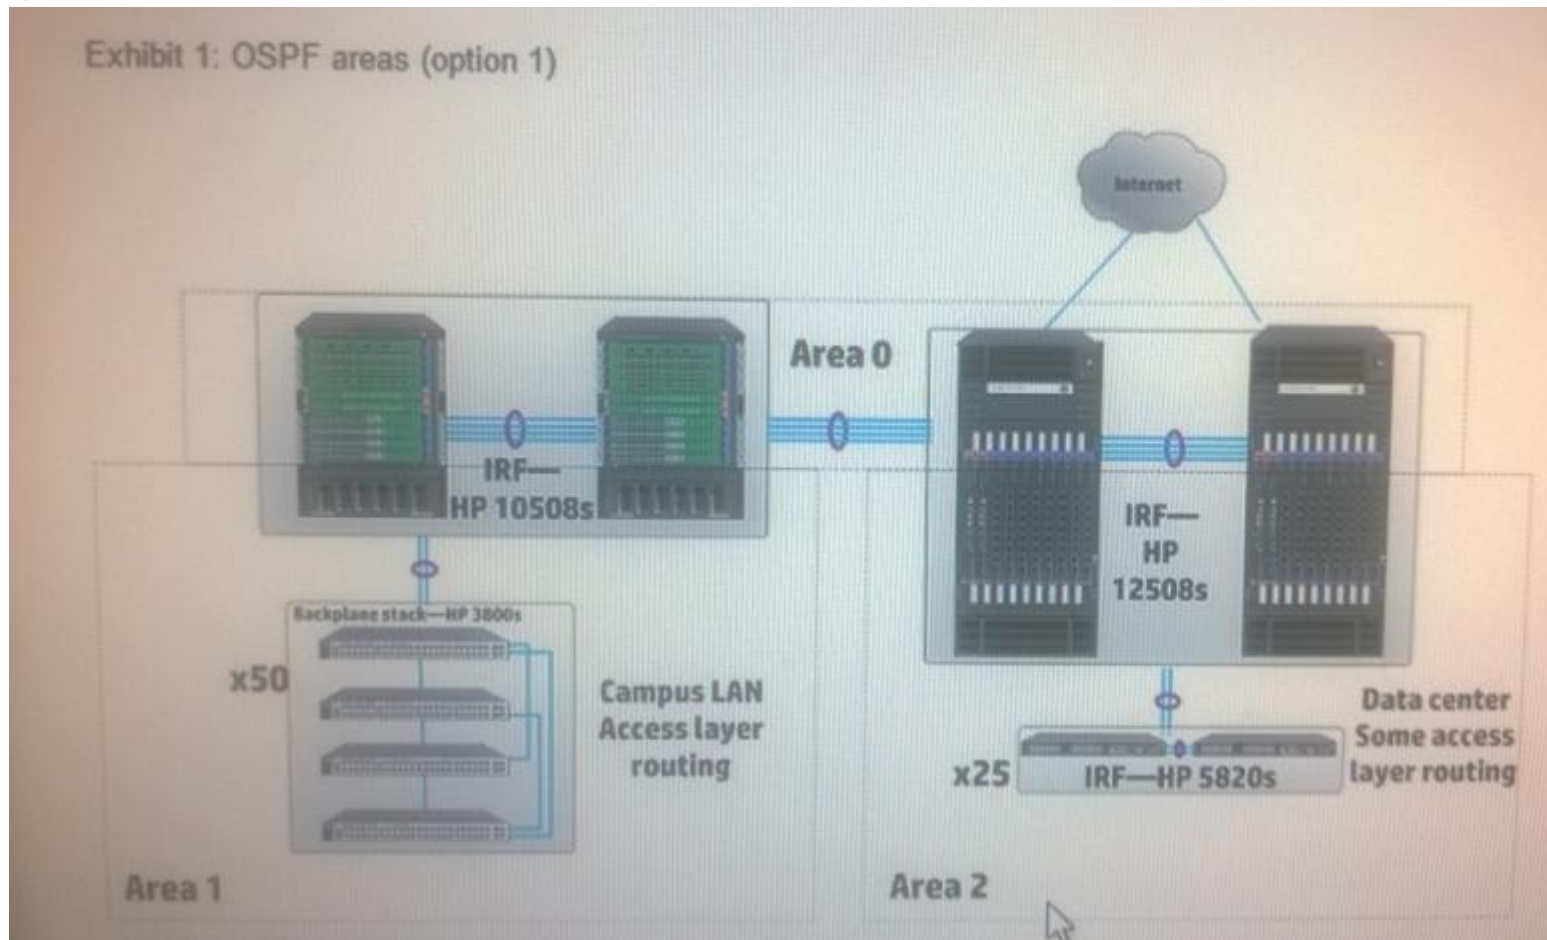 Exhibit 1: OSPF areas (option 1)
Internet
Area 0
IRF—
HP 10508s
IRF—
HP
12508s
Backplane stack—HP 3800s
x50
Campus LAN
Access layer
routing
Data center
Some access
layer routing
x25
IRF—HP 5820s
Area 1
Area 2